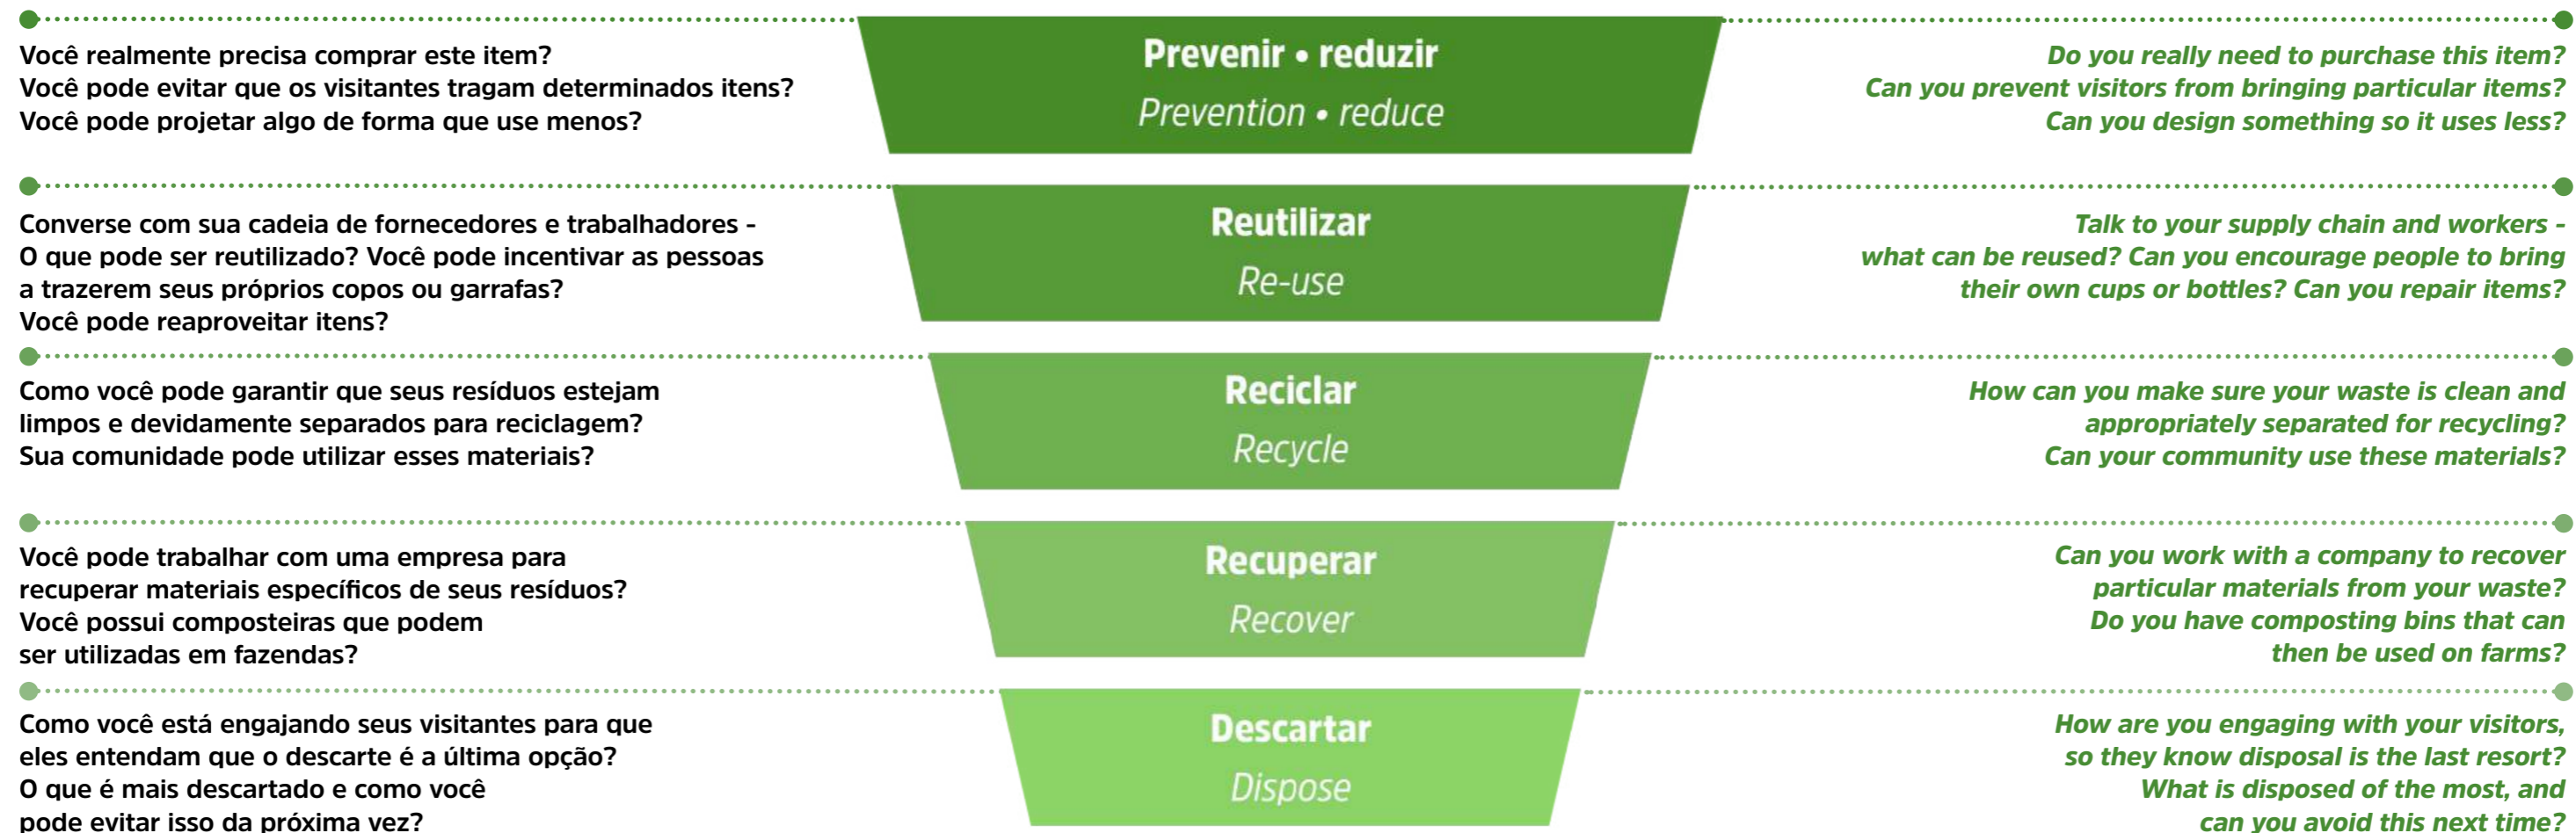 Você realmente precisa comprar este item?
Você pode evitar que os visitantes tragam determinados itens?
Você pode projetar algo de forma que use menos?
Prevenir • reduzir
Prevention • reduce
Do you really need to purchase this item?
Can you prevent visitors from bringing particular items?
Can you design something so it uses less?
Converse com sua cadeia de fornecedores e trabalhadores -
O que pode ser reutilizado? Você pode incentivar as pessoas
a trazerem seus próprios copos ou garrafas?
Você pode reaproveitar itens?
Reutilizar
Re-use
Talk to your supply chain and workers -
what can be reused? Can you encourage people to bring
their own cups or bottles? Can you repair items?
Como você pode garantir que seus resíduos estejam
limpos e devidamente separados para reciclagem?
Sua comunidade pode utilizar esses materiais?
Reciclar
Recycle
How can you make sure your waste is clean and
appropriately separated for recycling?
Can your community use these materials?
Você pode trabalhar com uma empresa para
recuperar materiais específicos de seus resíduos?
Você possui composteiras que podem
ser utilizadas em fazendas?
Recuperar
Recover
Can you work with a company to recover
particular materials from your waste?
Do you have composting bins that can
then be used on farms?
Como você está engajando seus visitantes para que
eles entendam que o descarte é a última opção?
O que é mais descartado e como você
pode evitar isso da próxima vez?
Descartar
Dispose
How are you engaging with your visitors,
so they know disposal is the last resort?
What is disposed of the most, and
can you avoid this next time?